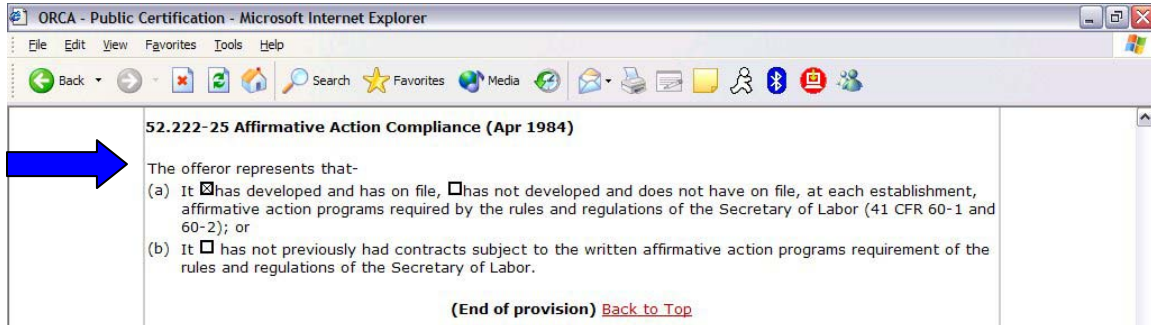 ORCA - Public Certification - Microsoft Internet Explorer
File Edit View Favorites Tools Help
Back Search Favorites Media
52.222-25 Affirmative Action Compliance (Apr 1984)
The offeror represents that-
(a) It ☒has developed and has on file, ☐has not developed and does not have on file, at each establishment,
affirmative action programs required by the rules and regulations of the Secretary of Labor (41 CFR 60-1 and
60-2); or
(b) It ☐ has not previously had contracts subject to the written affirmative action programs requirement of the
rules and regulations of the Secretary of Labor.
(End of provision) Back to Top